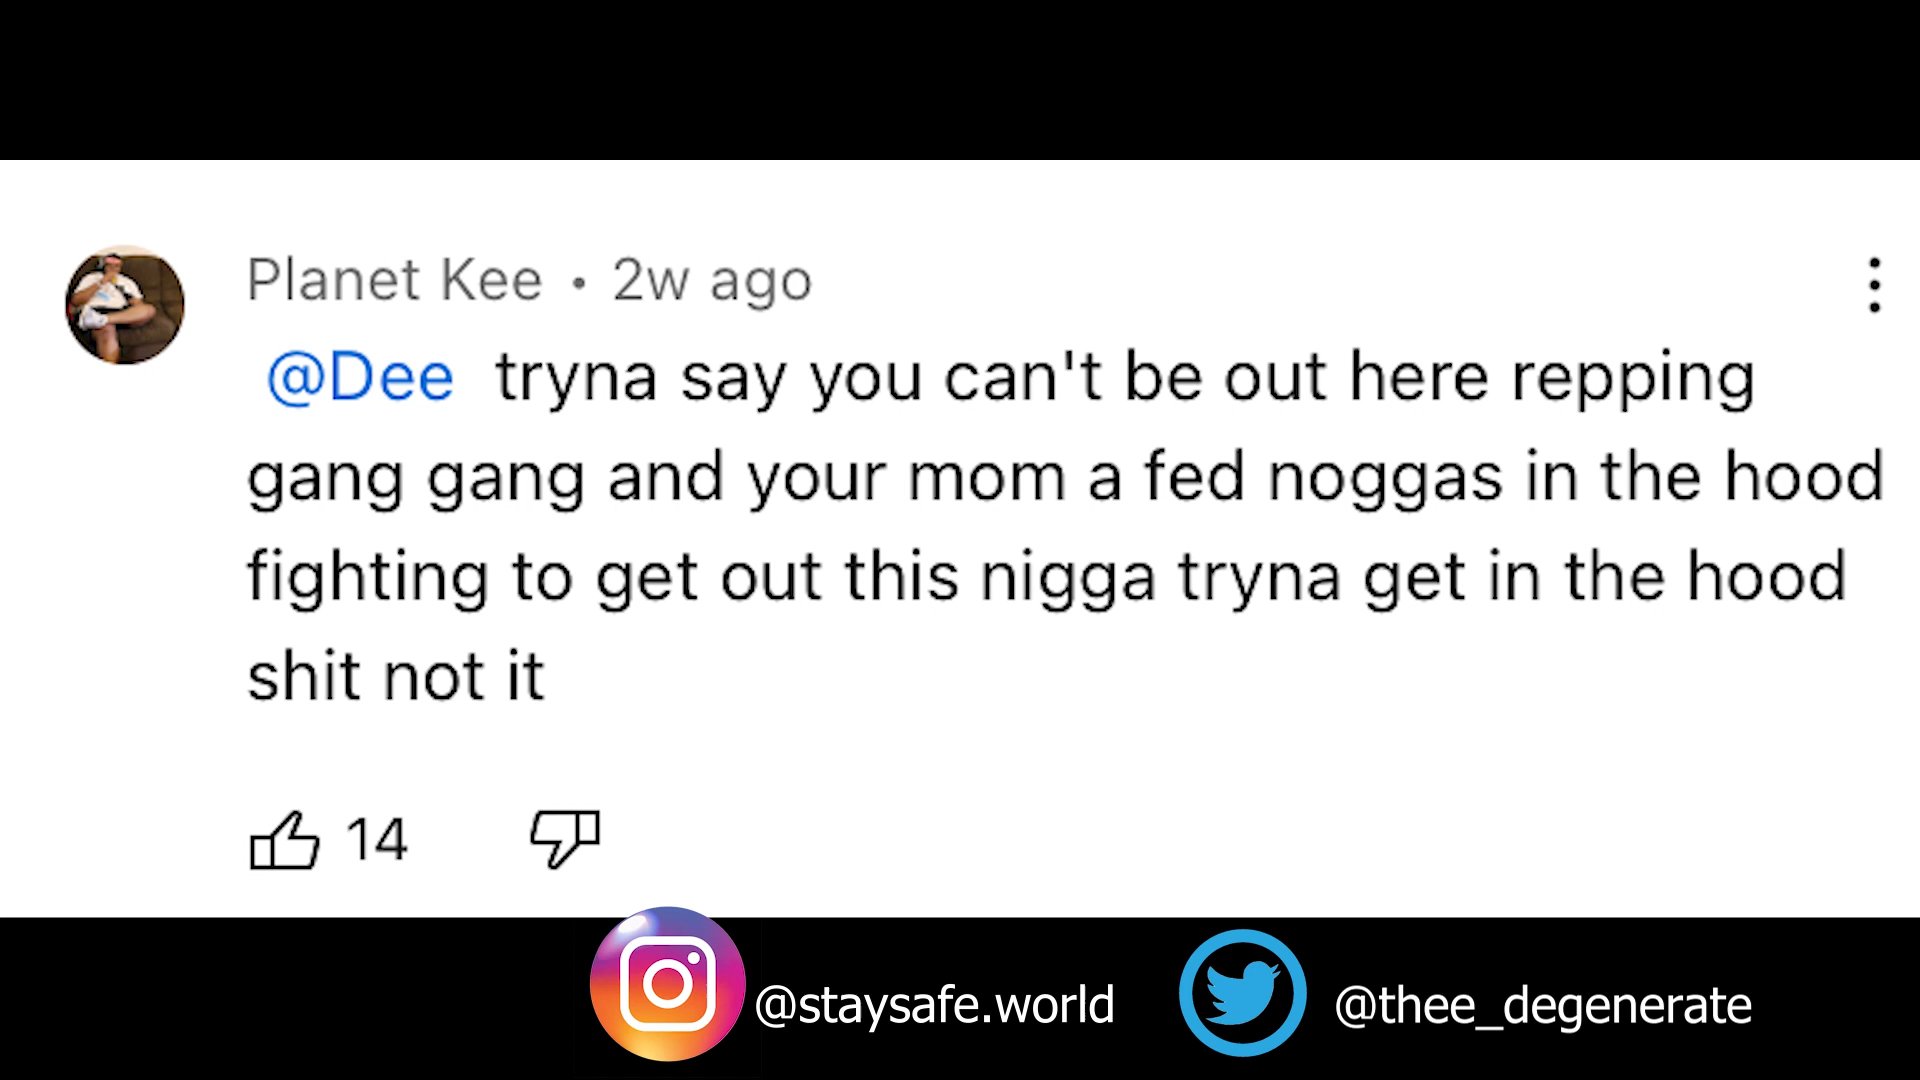 Planet Kee • 2w ago
@Dee tryna say you can't be out here repping
gang gang and your mom a fed noggas in the hood
fighting to get out this nigga tryna get in the hood
shit not it
14
@staysafe.world
@thee_degenerate